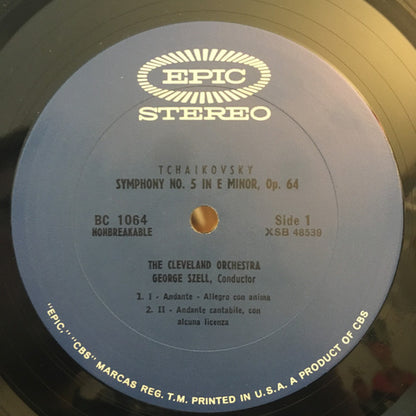 EPIC
STEREO
TCHAIKOVSKY
SYMPHONY NO. 5 IN E MINOR, Op. 64
BC 1064
NONBREAKABLE
Side 1
XSB 48539
THE CLEVELAND ORCHESTRA
GEORGE SZELL, Conductor
1. I - Andante - Allegro con anima
2. II - Andante cantabile, con
alcuna licenza
"EPIC," "CBS" MARCAS REG. T.M. PRINTED IN U.S.A. A PRODUCT OF CBS